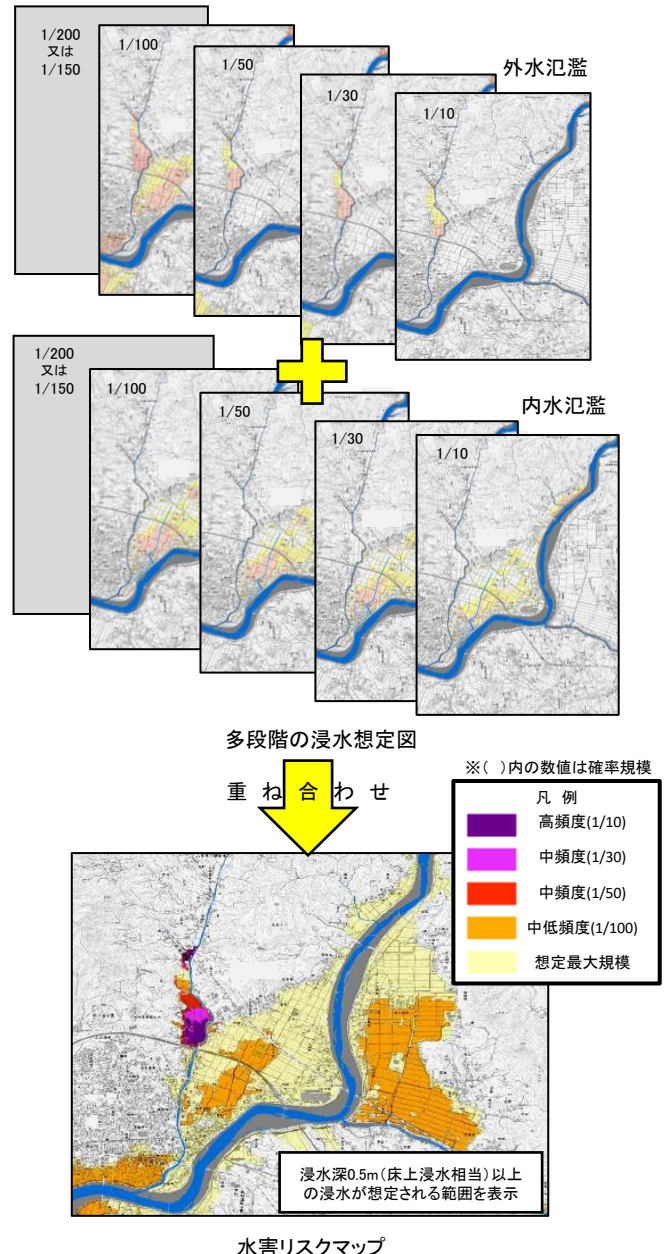 1/200
又は
1/150
1/100
1/50
1/30
1/10
外水氾濫
1/200
又は
1/150
1/100
1/50
1/30
1/10
内水氾濫
多段階の浸水想定図
重ね合わせ
※( )内の数値は確率規模
凡 例
高頻度(1/10)
中頻度(1/30)
中頻度(1/50)
中低頻度(1/100)
想定最大規模
浸水深0.5m(床上浸水相当)以上
の浸水が想定される範囲を表示
水害リスクマップ